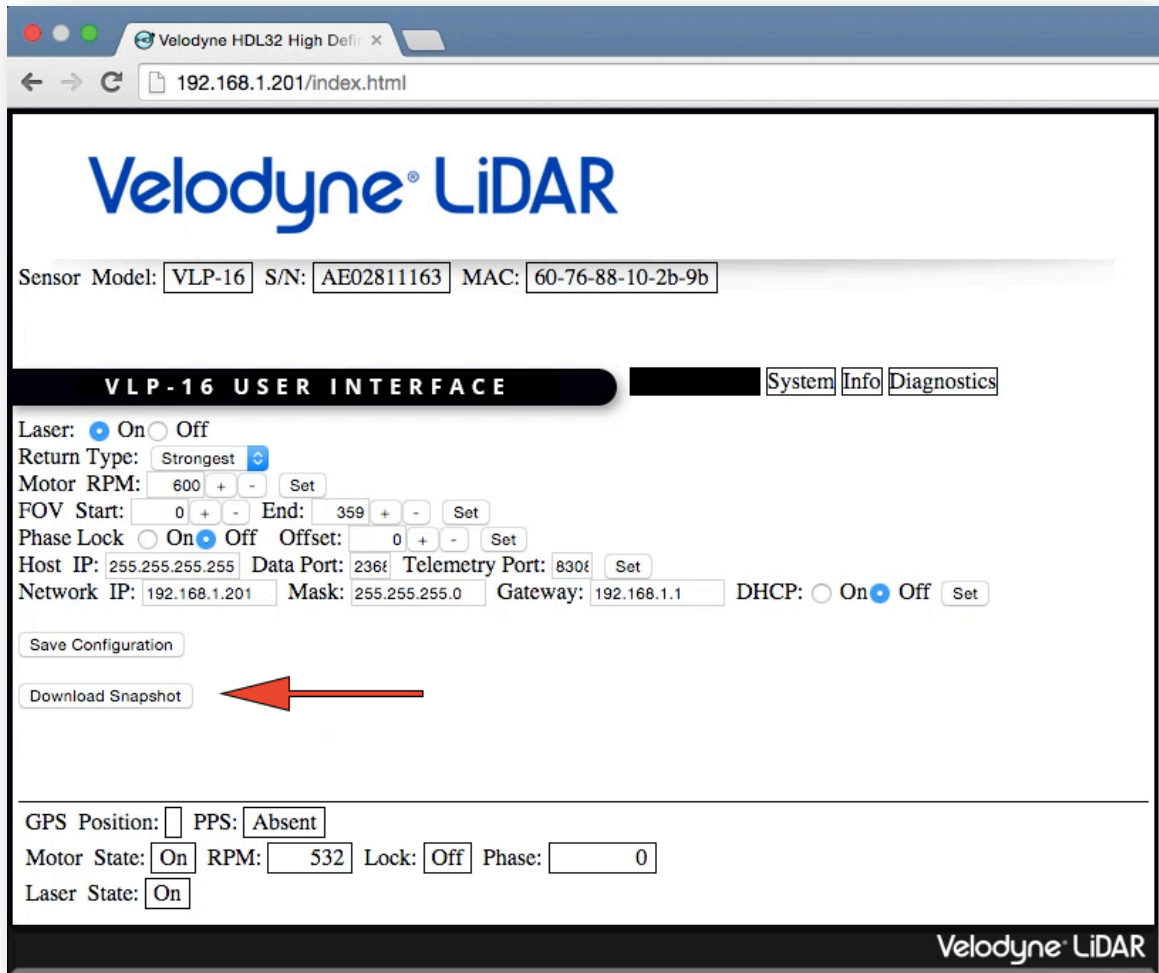 Velodyne HDL32 High Defi
192.168.1.201/index.html
Velodyne® LiDAR
Sensor Model: VLP-16 S/N: AE02811163 MAC: 60-76-88-10-2b-9b
VLP-16 USER INTERFACE
System Info Diagnostics
Laser: On Off
Return Type: Strongest
Motor RPM: 600 + - Set
FOV Start: 0 + - End: 359 + - Set
Phase Lock On Off Offset: 0 + - Set
Host IP: 255.255.255.255 Data Port: 236 Telemetry Port: 830 Set
Network IP: 192.168.1.201 Mask: 255.255.255.0 Gateway: 192.168.1.1 DHCP: On Off Set
Save Configuration
Download Snapshot
GPS Position: PPS: Absent
Motor State: On RPM: 532 Lock: Off Phase: 0
Laser State: On
Velodyne LiDAR